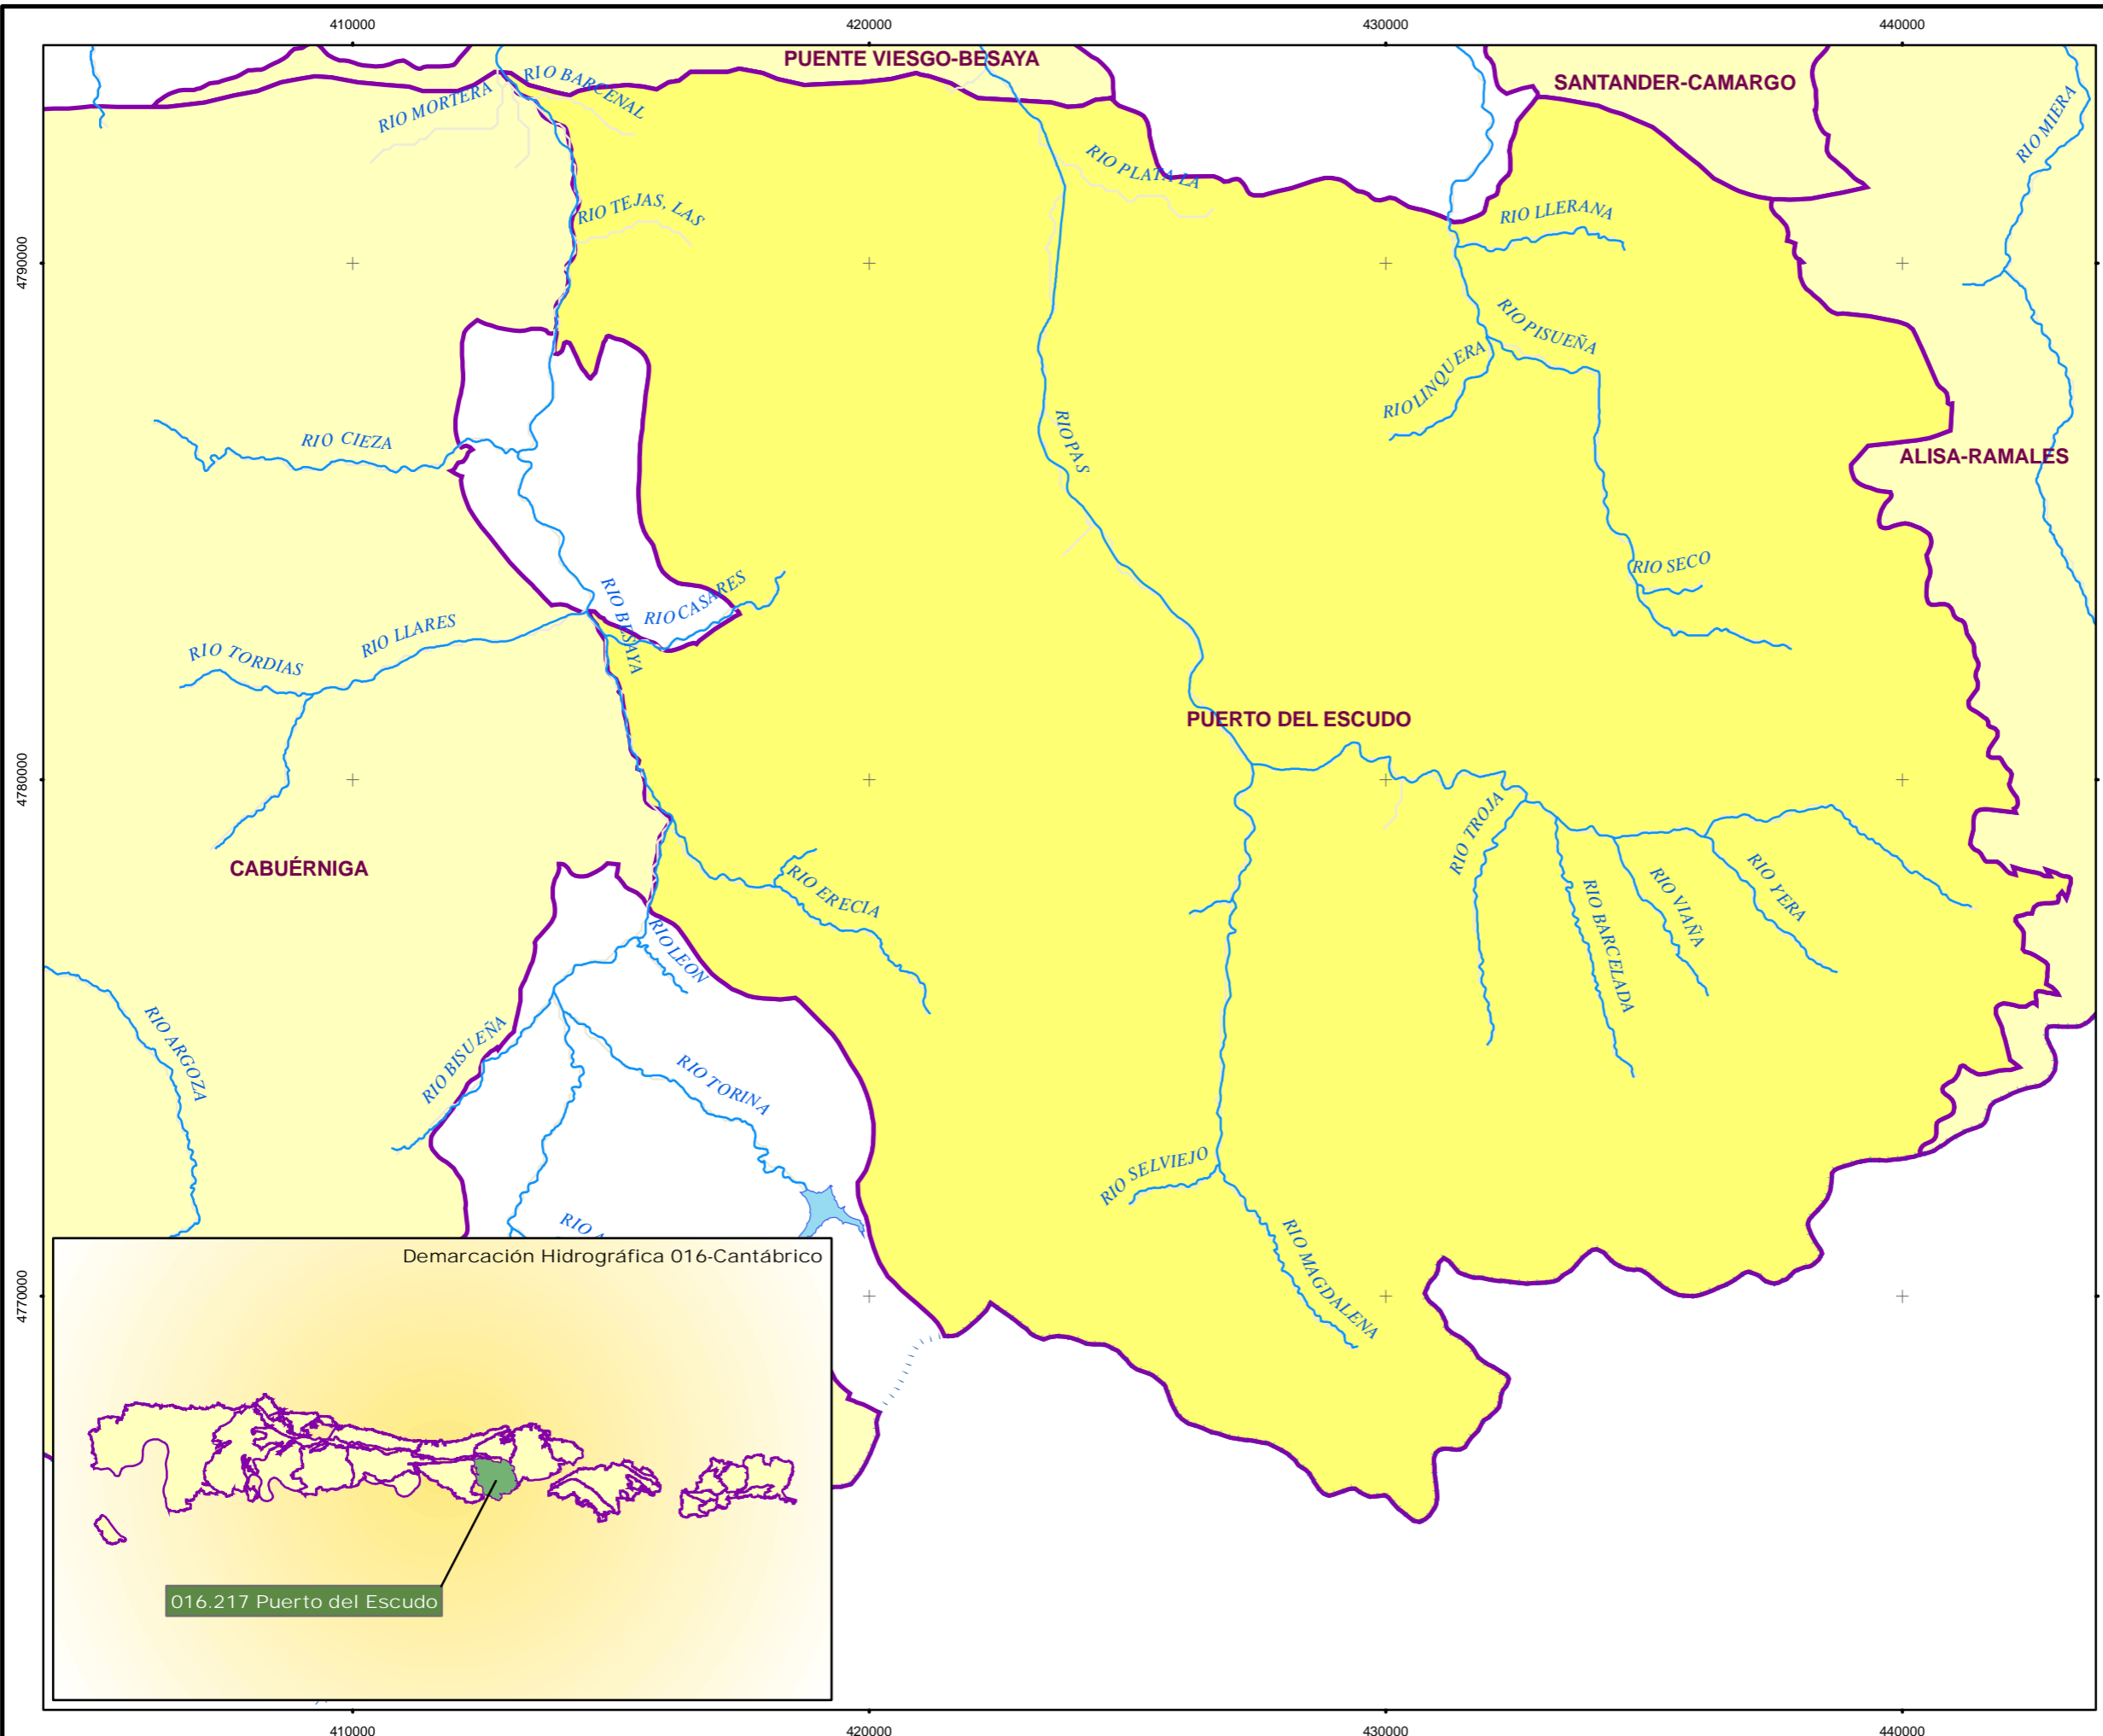 410000
420000
430000
440000
PUENTE VIESGO-BESAYA
SANTANDER-CAMARGO
RIO BARCENAL
RIO MORTERA
RIO MIERA
RIO PLATA LA
RIO TEJAS, LAS
RIO LLERANA
4790000
RIO PISUEÑA
RIO LINQUERA
RIO CIEZA
RIO PAS
ALISA-RAMALES
RIO SECO
RIO BESAYA
RIO CASARES
RIO LLARES
RIO TORDIAS
PUERTO DEL ESCUDO
4780000
RIO TROJA
CABUÉRNIGA
RIO ERECIA
RIO BARCELADA
RIO VIAÑA
RIO YERA
RIO LEON
RIO ARGOZA
RIO BISUEÑA
RIO TORINA
RIO SELVIEJO
RIO A
RIO MAGDALENA
4770000
Demarcación Hidrográfica 016-Cantábrico
016.217 Puerto del Escudo
410000
420000
430000
440000